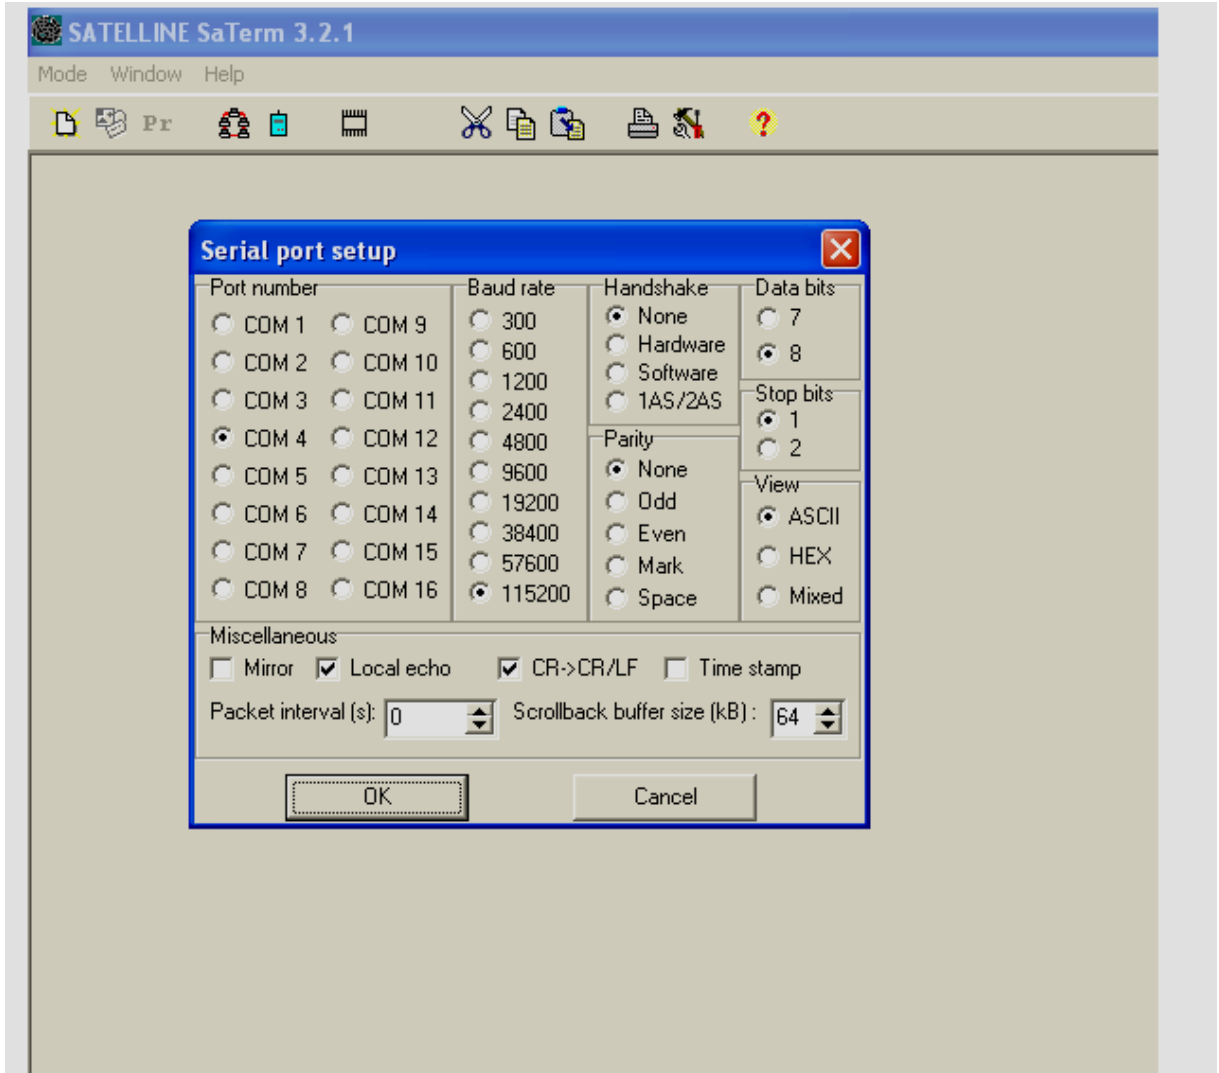 SATELLINE SaTerm 3.2.1
Mode Window Help
Pr
?
Serial port setup
Port number
COM 1 COM 9
COM 2 COM 10
COM 3 COM 11
COM 4 COM 12
COM 5 COM 13
COM 6 COM 14
COM 7 COM 15
COM 8 COM 16
Baud rate
300
600
1200
2400
4800
9600
19200
38400
57600
115200
Handshake
None
Hardware
Software
1AS/2AS
Parity
None
Odd
Even
Mark
Space
Data bits
7
8
Stop bits
1
2
View
ASCII
HEX
Mixed
Miscellaneous
Mirror Local echo CR->CR/LF Time stamp
Packet interval (s): 0 Scrollback buffer size (kB) : 64
OK Cancel